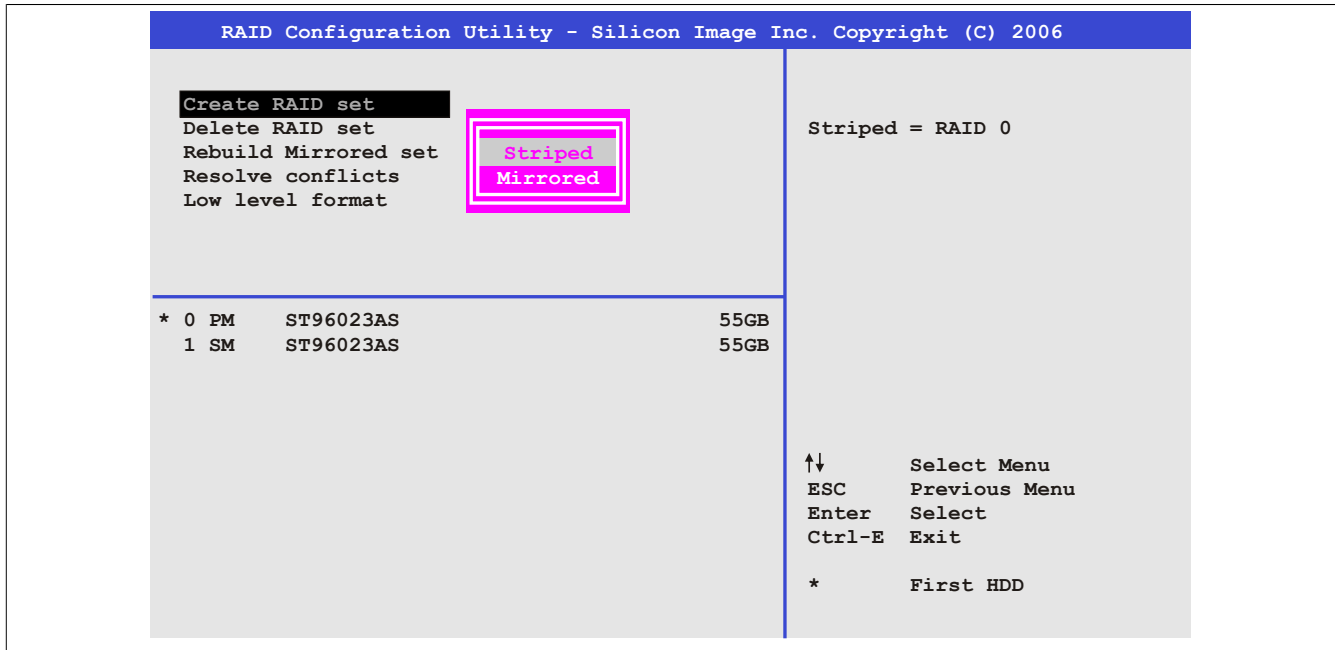 RAID Configuration Utility - Silicon Image Inc. Copyright (C) 2006
Create RAID set
Delete RAID set
Rebuild Mirrored set
Resolve conflicts
Low level format
Striped
Mirrored
Striped = RAID 0
* 0 PM ST96023AS 55GB
1 SM ST96023AS 55GB
↑↓ Select Menu
ESC Previous Menu
Enter Select
Ctrl-E Exit
* First HDD